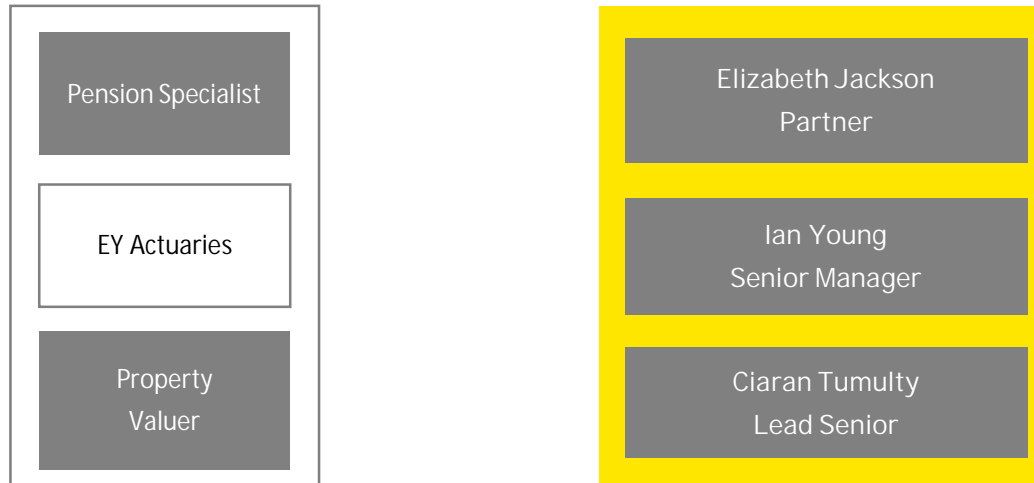 Pension Specialist
EY Actuaries
Property
Valuer
Elizabeth Jackson
Partner
Ian Young
Senior Manager
Ciaran Tumulty
Lead Senior